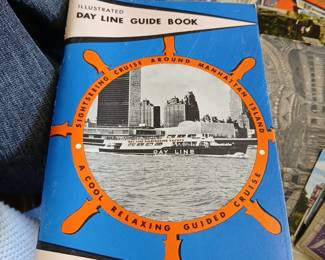 ILLUSTRATED
DAY LINE GUIDE BOOK
SIGHTSEEING CRUISE AROUND MANHATTAN ISLAND
DAY LINE
A COOL RELAXING GUIDED CRUISE